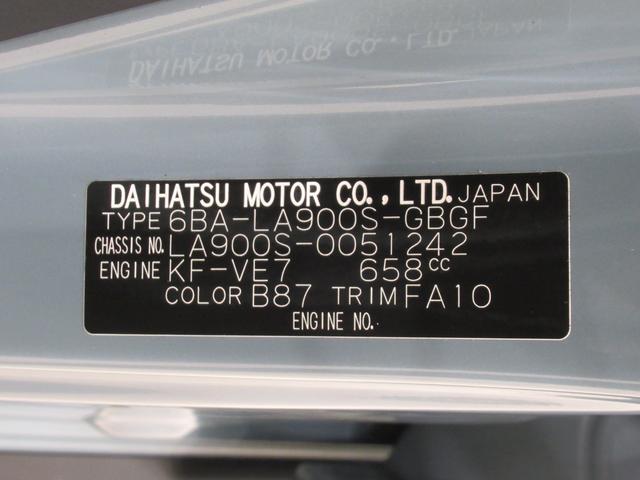 DAIHATSU MOTOR CO., LTD. JAPAN
TYPE 6BA-LA900S-GBGF
CHASSIS NO. LA900S-0051242
ENGINE KF-VE7 658cc
COLOR B87 TRIM FA10
ENGINE NO.